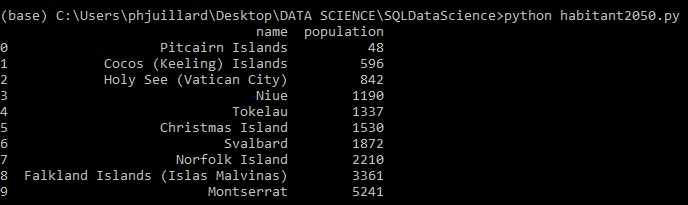 (base) C:\Users\phjuillard\Desktop\DATA SCIENCE\SQLDataScience>python habitant2050.py
name population
0 Pitcairn Islands 48
1 Cocos (Keeling) Islands 596
2 Holy See (Vatican City) 842
3 Niue 1190
4 Tokelau 1337
5 Christmas Island 1530
6 Svalbard 1872
7 Norfolk Island 2210
8 Falkland Islands (Islas Malvinas) 3361
9 Montserrat 5241